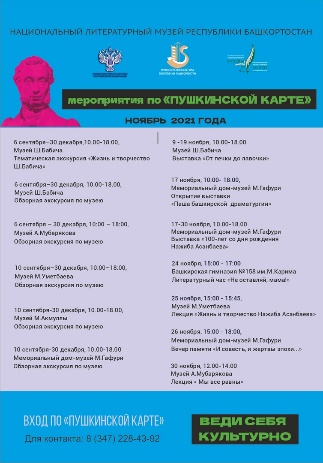 НАЦИОНАЛЬНЫЙ ЛИТЕРАТУРНЫЙ МУЗЕЙ РЕСПУБЛИКИ БАШКОРТОСТАН
мероприятия по «ПУШКИНСКОЙ КАРТЕ»
НОЯБРЬ 2021 ГОДА
6 сентября–30 декабря,10.00-18.00,
Музей Ш.Бабича
Тематическая экскурсия «Жизнь и творчество
Ш.Бабича»
6 сентября–30 декабря, 10.00-18.00,
Музей Ш.Бабича
Обзорная экскурсия по музею
6 сентября – 30 декабря, 10:00 – 18:00,
Музей А.Мубарякова
Обзорная экскурсия по музею
10 сентября–30 декабря, 10:00–18:00,
Музей М.Уметбаева
Обзорная экскурсия по музею
10 сентября-30 декабря, 10.00-18.00,
Музей М.Акмуллы
Обзорная экскурсия по музею
10 сентября-30 декабря, 10.00-18.00
Мемориальный дом-музей М.Гафури
Обзорная экскурсия по музею
9 -19 ноября, 10.00-18.00
Музей Ш.Бабича
Выставка «От печки до лавочки»
17 ноября, 10.00- 18.00,
Мемориальный дом-музей М.Гафури
Открытие выставки
«Паша башкирской драматургии»
17-30 ноября, 10.00-18.00
Мемориальный дом-музей М.Гафури
Выставка «100-лет со дня рождения
Нажиба Асанбаева»
24 ноября, 16:00 - 17:00
Башкирская гимназия №158 им.М.Карима
Литературный час «Не оставляй, мама!»
25 ноября, 15:00 - 15:45,
Музей М.Уметбаева
Лекция «Жизнь и творчество Нажиба Асанбаева»
26 ноября, 15:00 - 18:00,
Мемориальный дом-музей М.Гафури
Вечер памяти «И совесть, и жертвы эпохи...»
30 ноября, 12.00-14.00
Музей А.Мубарякова
Лекция « Мы все равны»
ВХОД ПО «ПУШКИНСКОЙ КАРТЕ»
Для контакта: 8 (347) 228-43-82
ВЕДИ СЕБЯ
КУЛЬТУРНО